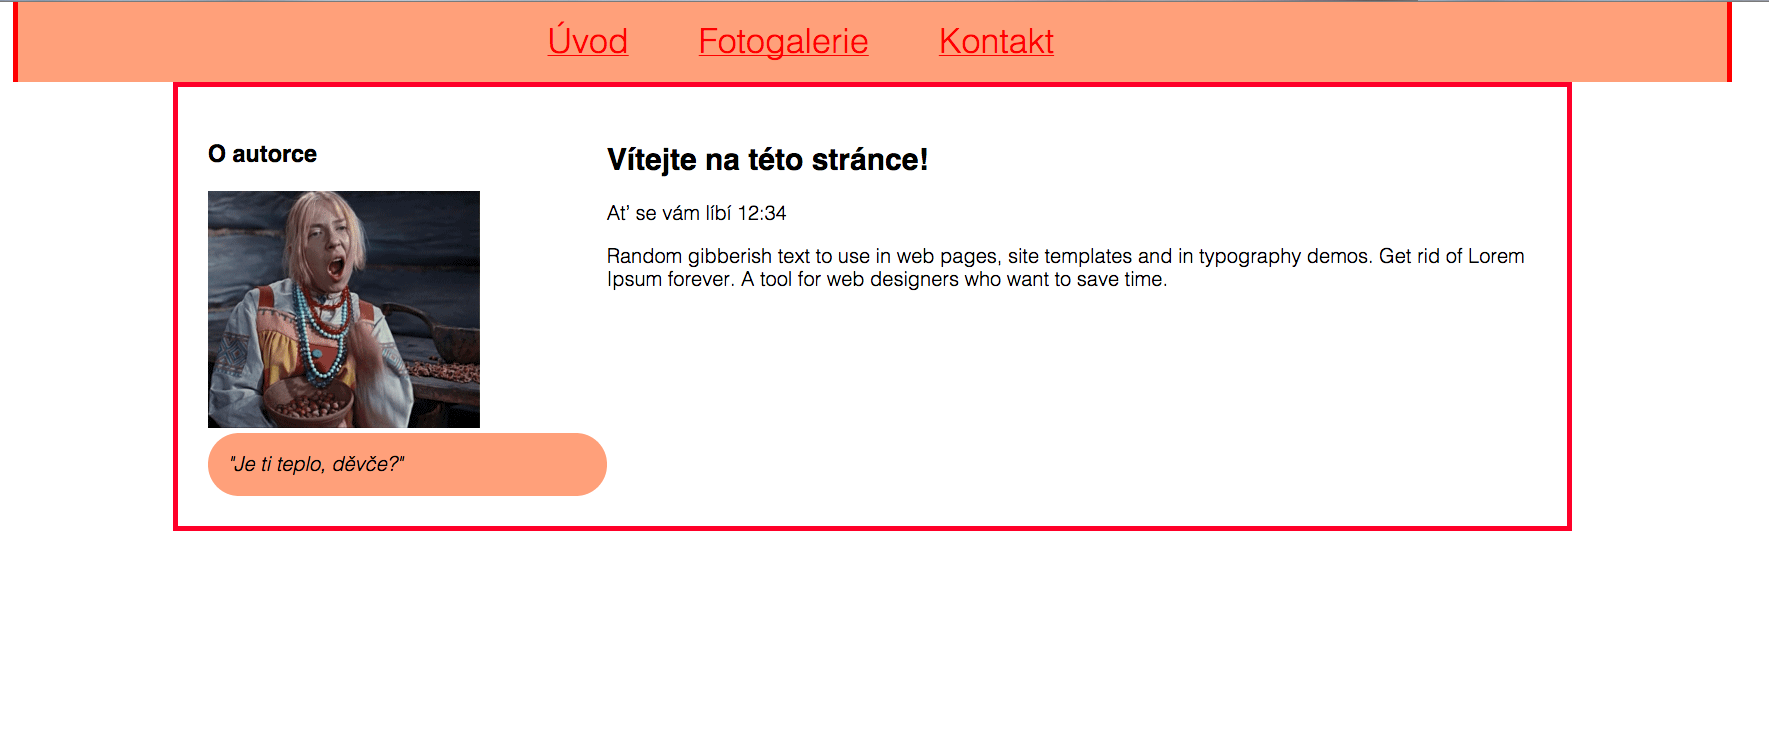 Úvod Fotogalerie Kontakt
O autorce
"Je ti teplo, děvče?"
Vítejte na této stránce!
Ať se vám líbí 12:34
Random gibberish text to use in web pages, site templates and in typography demos. Get rid of Lorem
Ipsum forever. A tool for web designers who want to save time.